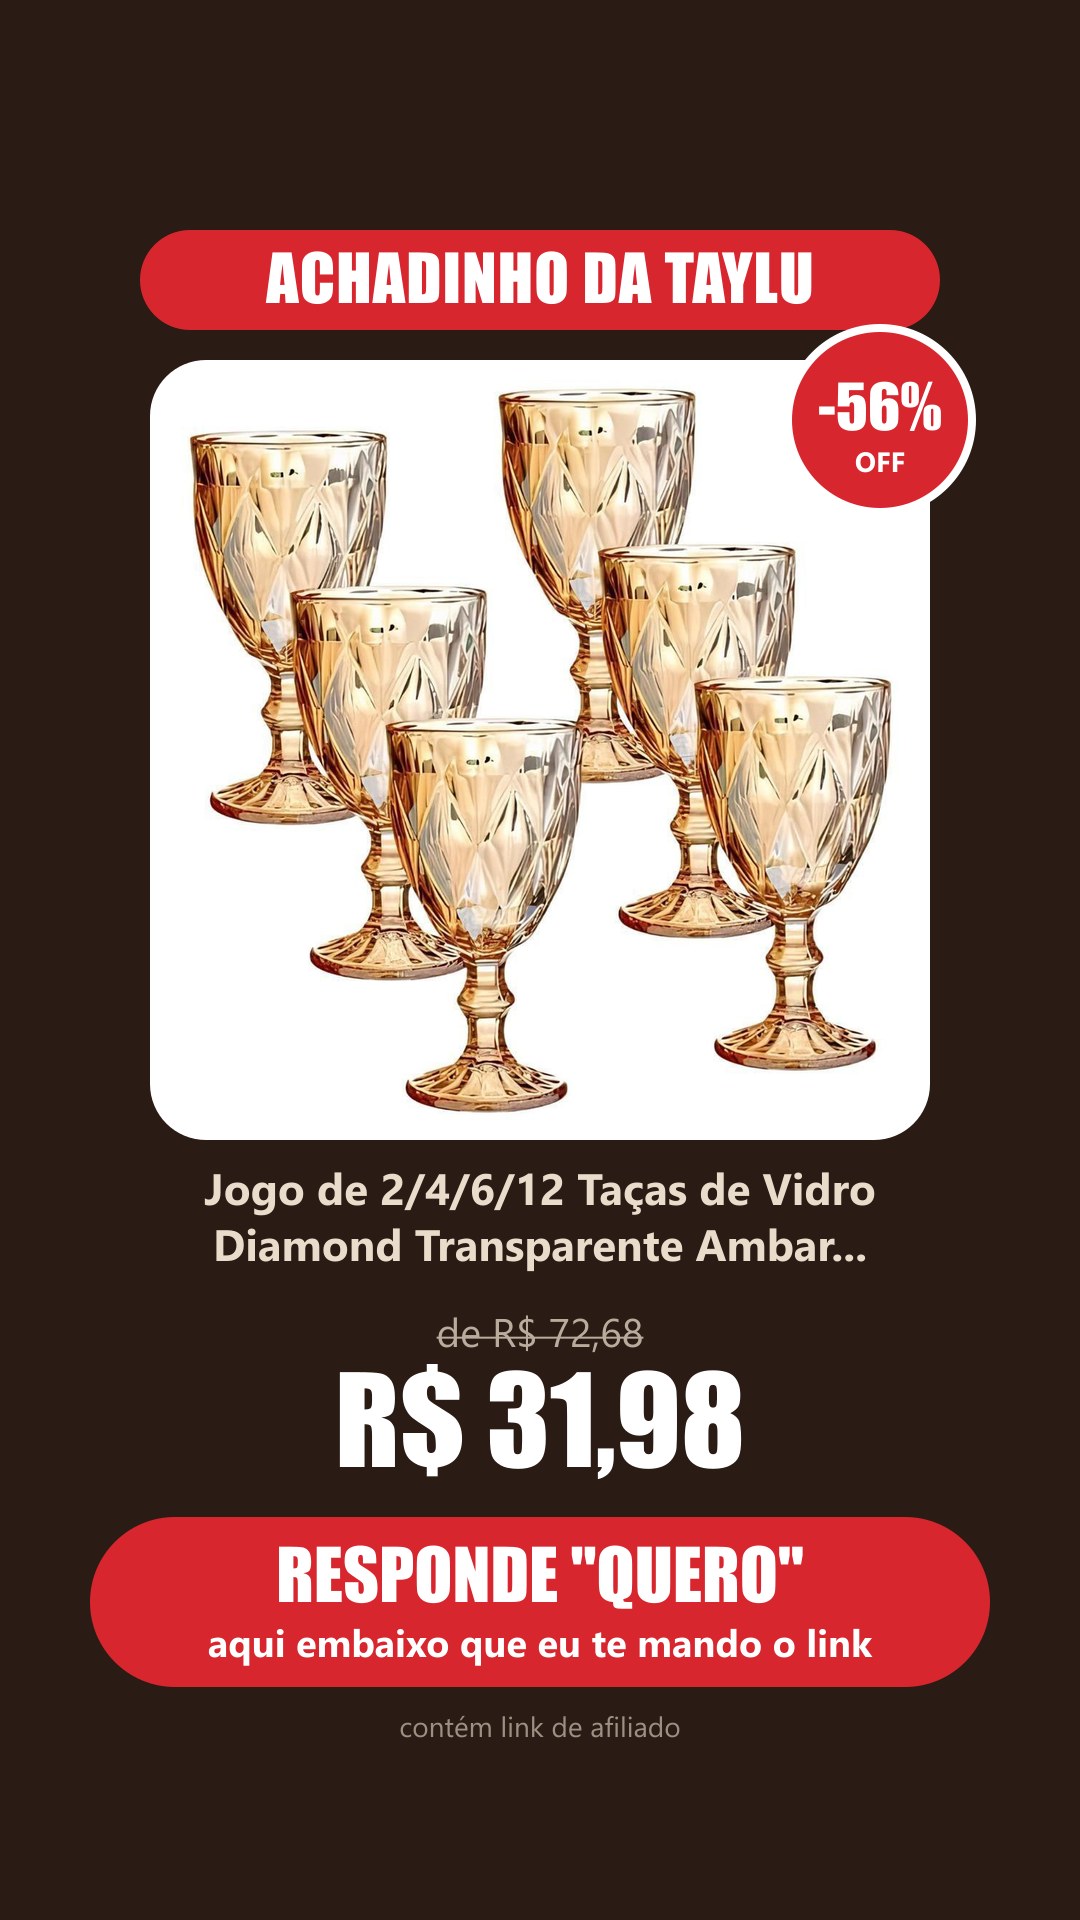 ACHADINHO DA TAYLU
-56%
OFF
Jogo de 2/4/6/12 Taças de Vidro
Diamond Transparente Ambar...
de R$ 72,68
R$ 31,98
RESPONDE "QUERO"
aqui embaixo que eu te mando o link
contém link de afiliado